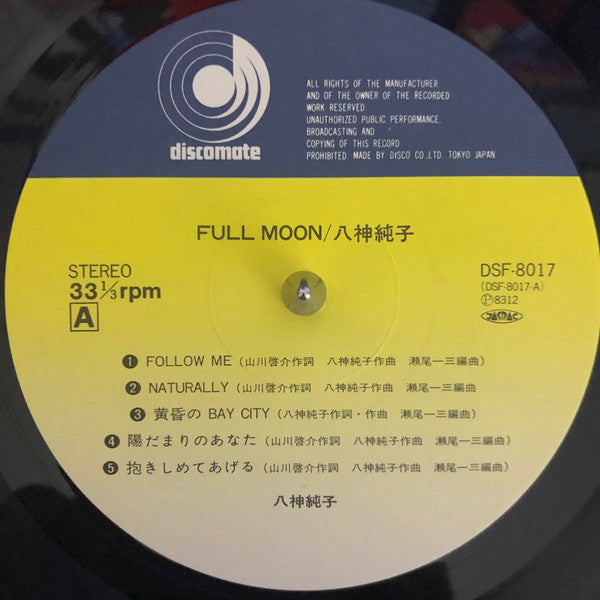 discomate
ALL RIGHTS OF THE MANUFACTURER
AND OF THE OWNER OF THE RECORDED
WORK RESERVED
UNAUTHORIZED PUBLIC PERFORMANCE,
BROADCASTING AND
COPYING OF THIS RECORD
PROHIBITED MADE BY DISCO CO.,LTD. TOKYO JAPAN.
FULL MOON/八神純子
STEREO
33 1/3 rpm
A
DSF-8017
(DSF-8017-A)
Ⓟ8312
JASRAC
❶ FOLLOW ME (山川啓介作詞 八神純子作曲 瀬尾一三編曲)
❷ NATURALLY (山川啓介作詞 八神純子作曲 瀬尾一三編曲)
❸ 黄昏の BAY CITY (八神純子作詞・作曲 瀬尾一三編曲)
❹ 陽だまりのあなた (山川啓介作詞 八神純子作曲 瀬尾一三編曲)
❺ 抱きしめてあげる (山川啓介作詞 八神純子作曲 瀬尾一三編曲)
八神純子